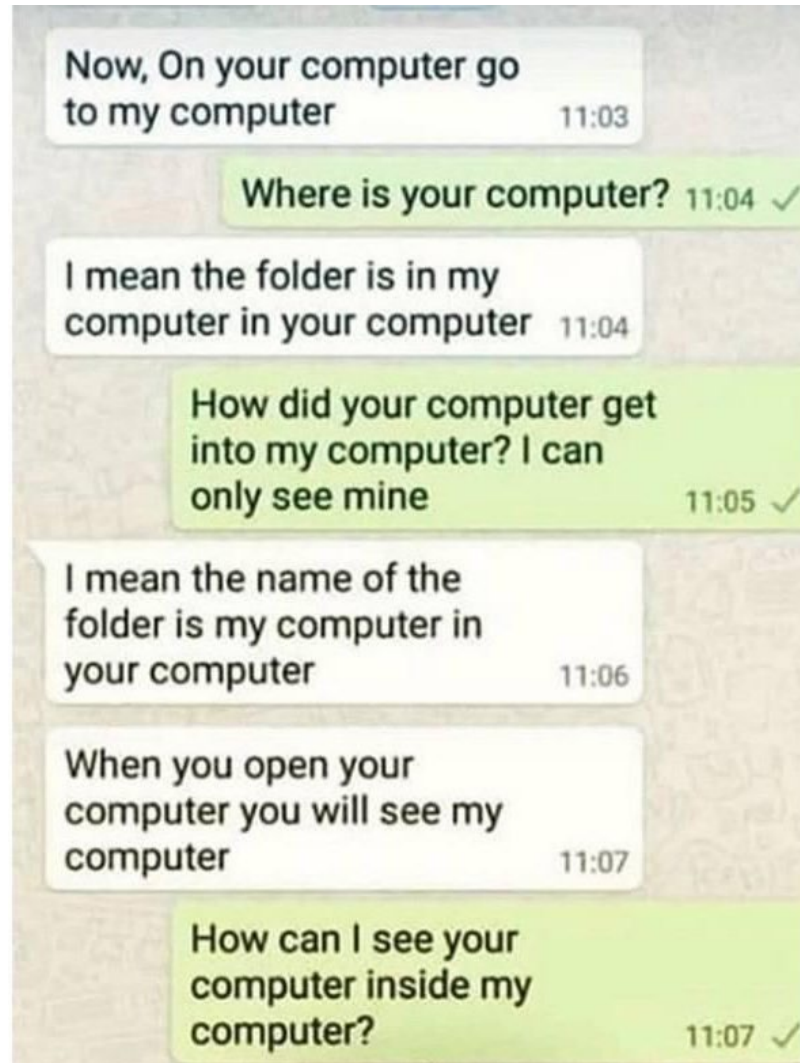 Now, On your computer go
to my computer 11:03
Where is your computer? 11:04
I mean the folder is in my
computer in your computer 11:04
How did your computer get
into my computer? I can
only see mine 11:05
I mean the name of the
folder is my computer in
your computer 11:06
When you open your
computer you will see my
computer 11:07
How can I see your
computer inside my
computer? 11:07